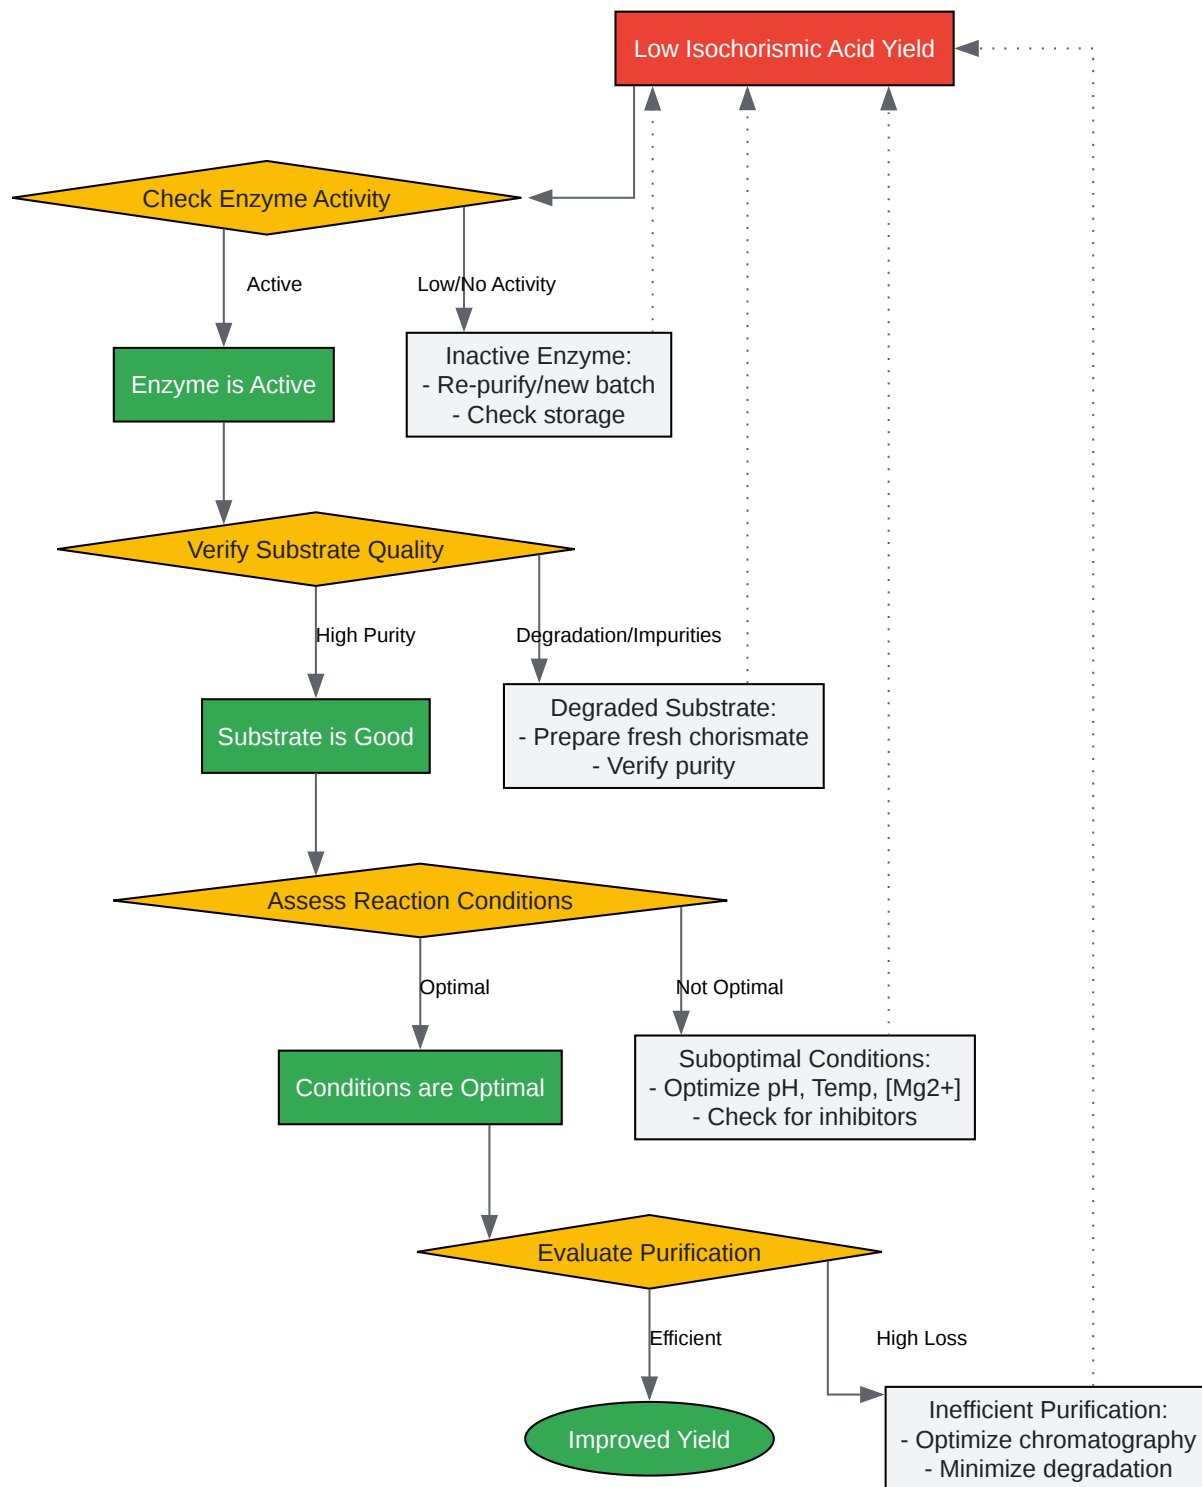 Low Isochorismic Acid Yield
Check Enzyme Activity
Active
Low/No Activity
Enzyme is Active
Inactive Enzyme:
- Re-purify/new batch
- Check storage
Verify Substrate Quality
High Purity
Degradation/Impurities
Substrate is Good
Degraded Substrate:
- Prepare fresh chorismate
- Verify purity
Assess Reaction Conditions
Optimal
Not Optimal
Conditions are Optimal
Suboptimal Conditions:
- Optimize pH, Temp, [Mg2+]
- Check for inhibitors
Evaluate Purification
Efficient
High Loss
Improved Yield
Inefficient Purification:
- Optimize chromatography
- Minimize degradation